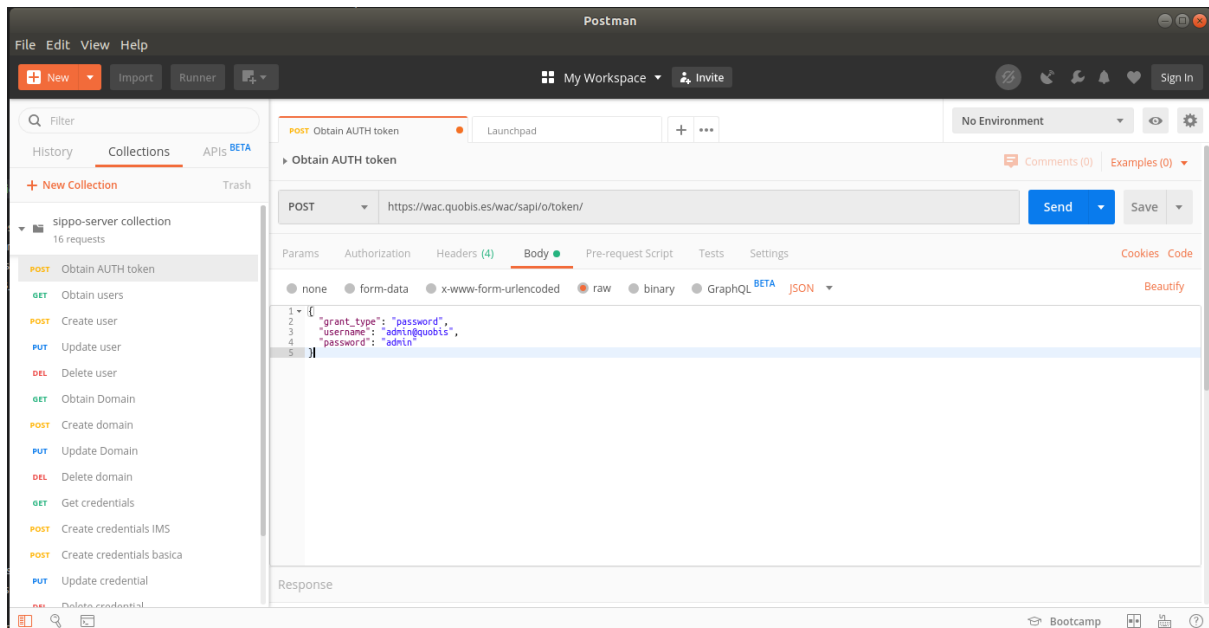 Postman
File Edit View Help
New Import Runner My Workspace Invite Sign In
Filter
History Collections APIs BETA
+ New Collection Trash
sippo-server collection
16 requests
POST Obtain AUTH token
GET Obtain users
POST Create user
PUT Update user
DEL Delete user
GET Obtain Domain
POST Create domain
PUT Update Domain
DEL Delete domain
GET Get credentials
POST Create credentials IMS
POST Create credentials basica
PUT Update credential
DEL Delete credential
POST Obtain AUTH token Launchpad + ••• No Environment
Obtain AUTH token Comments (0) Examples (0)
POST https://wac.quobis.es/wac/sapi/o/token/ Send Save
Params Authorization Headers (4) Body Pre-request Script Tests Settings Cookies Code
none form-data x-www-form-urlencoded raw binary GraphQL BETA JSON Beautify
1 {
2 "grant_type": "password",
3 "username": "admin@quobis",
4 "password": "admin"
5 }
Response
Bootcamp